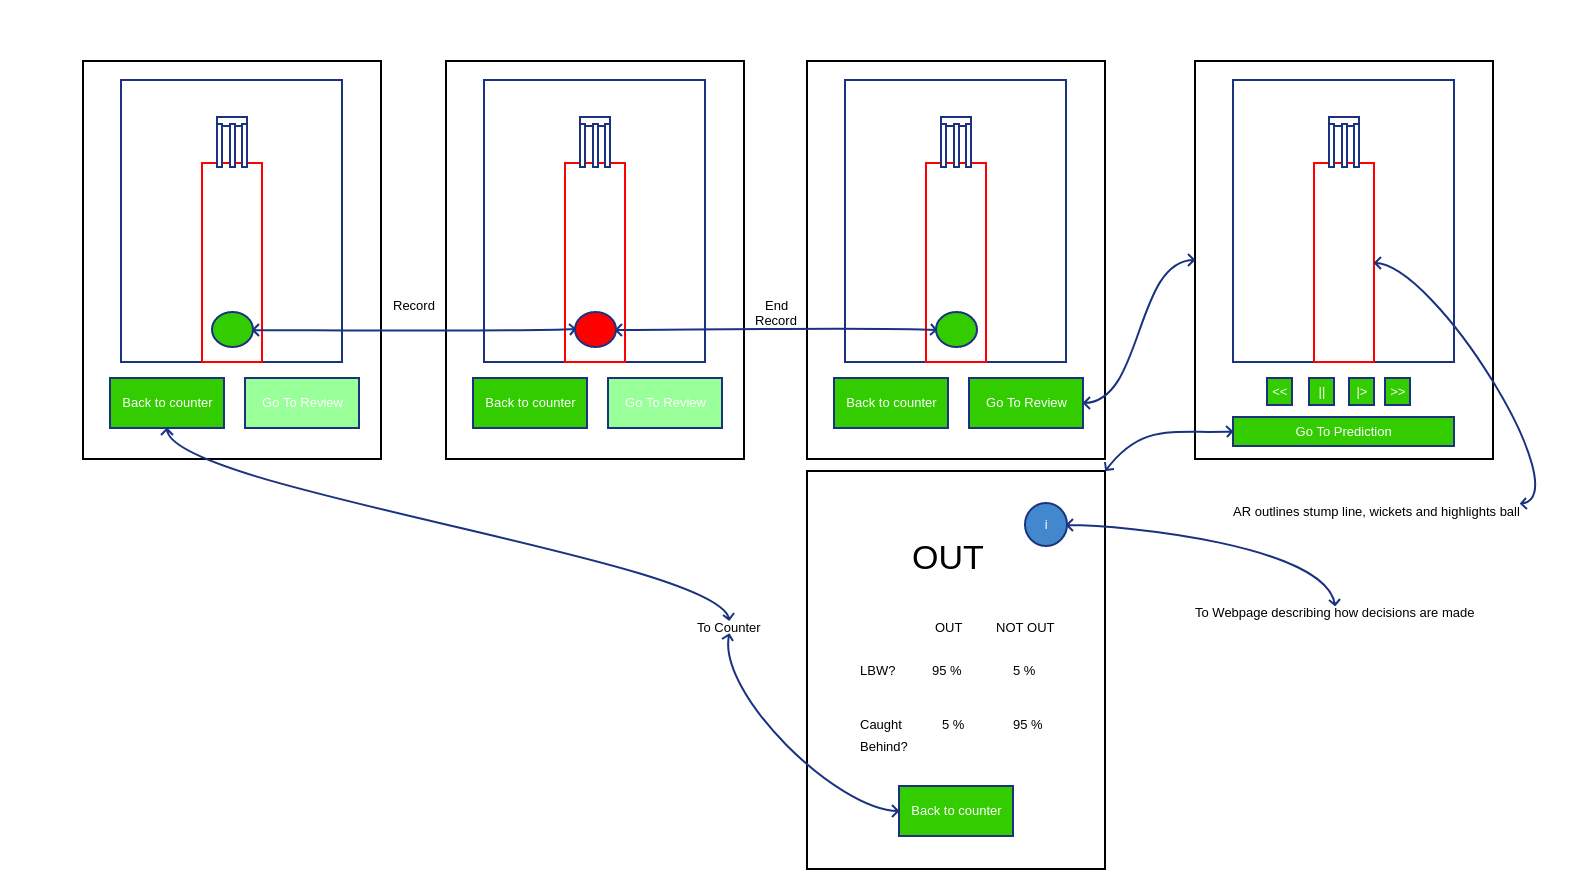 Record
End
Record
Back to counter
Go To Review
Back to counter
Go To Review
Back to counter
Go To Review
<< || |> >>
Go To Prediction
AR outlines stump line, wickets and highlights ball
i
OUT
To Webpage describing how decisions are made
To Counter
OUT NOT OUT
LBW? 95 % 5 %
Caught 5 % 95 %
Behind?
Back to counter